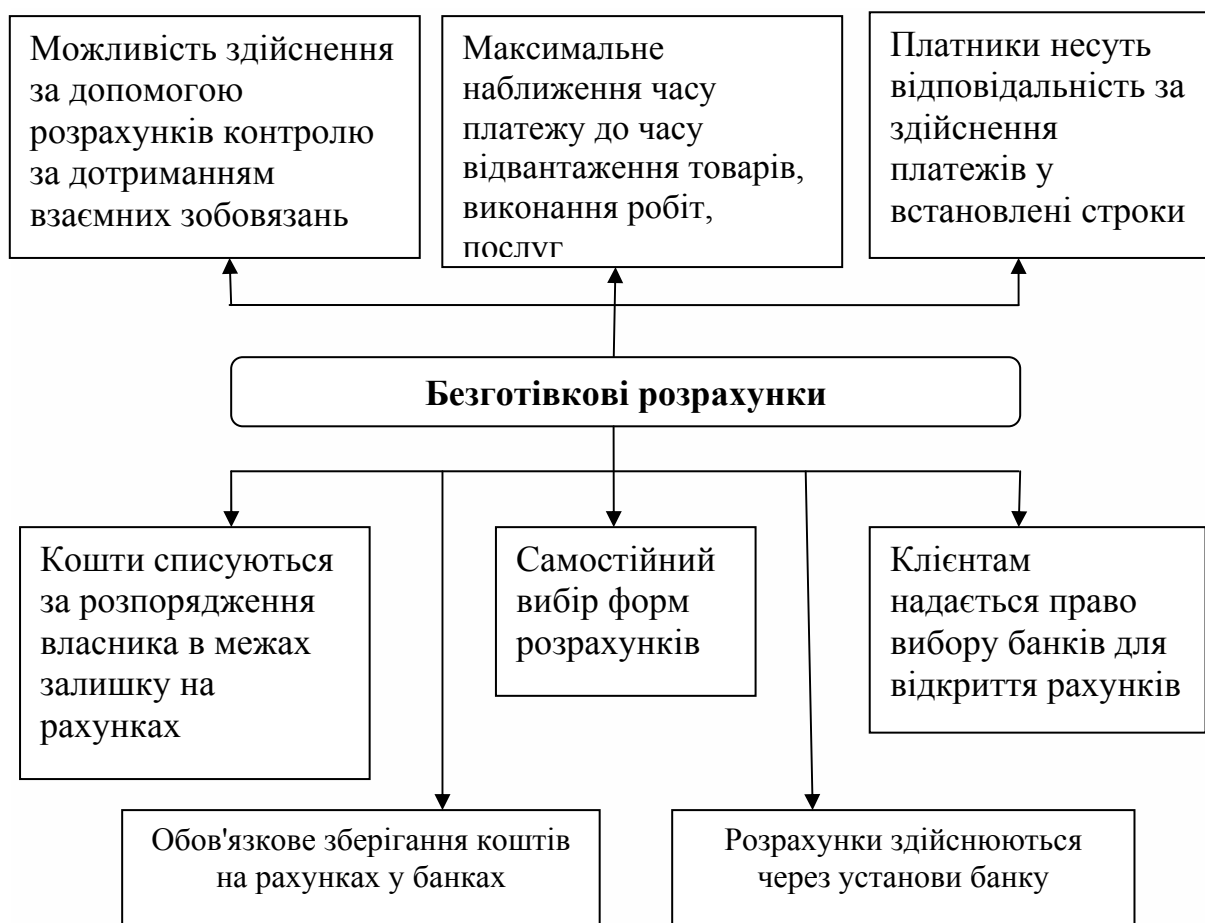 Можливість здійснення
за допомогою
розрахунків контролю
за дотриманням
взаємних зобовязань
Максимальне
наближення часу
платежу до часу
відвантаження товарів,
виконання робіт,
послуг
Платники несуть
відповідальність за
здійснення
платежів у
встановлені строки
Безготівкові розрахунки
Кошти списуються
за розпорядження
власника в межах
залишку на
рахунках
Самостійний
вибір форм
розрахунків
Клієнтам
надається право
вибору банків для
відкриття рахунків
Обов'язкове зберігання коштів
на рахунках у банках
Розрахунки здійснюються
через установи банку